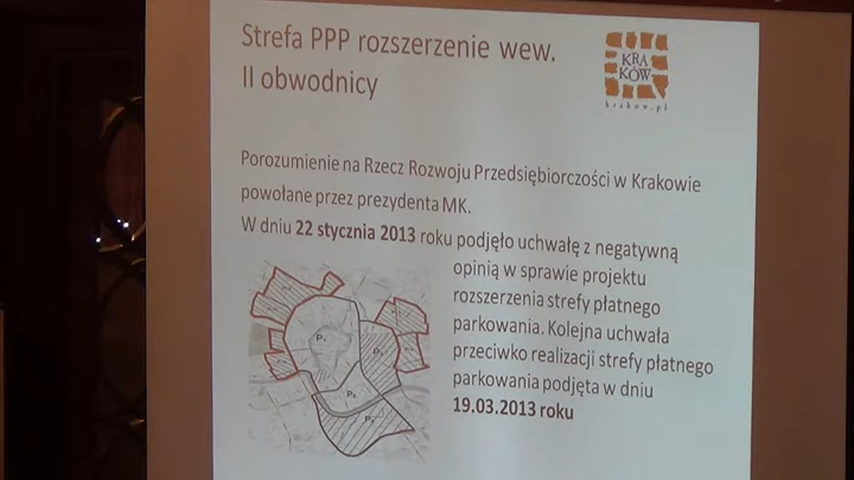 Strefa PPP rozszerzenie wew.
II obwodnicy
KRA
KÓW
krakow.pl
Porozumienie na Rzecz Rozwoju Przedsiębiorczości w Krakowie
powołane przez prezydenta MK.
W dniu 22 stycznia 2013 roku podjęło uchwałę z negatywną
opinią w sprawie projektu
rozszerzenia strefy płatnego
parkowania. Kolejna uchwała
przeciwko realizacji strefy płatnego
parkowania podjęta w dniu
19.03.2013 roku
P₁
P₂